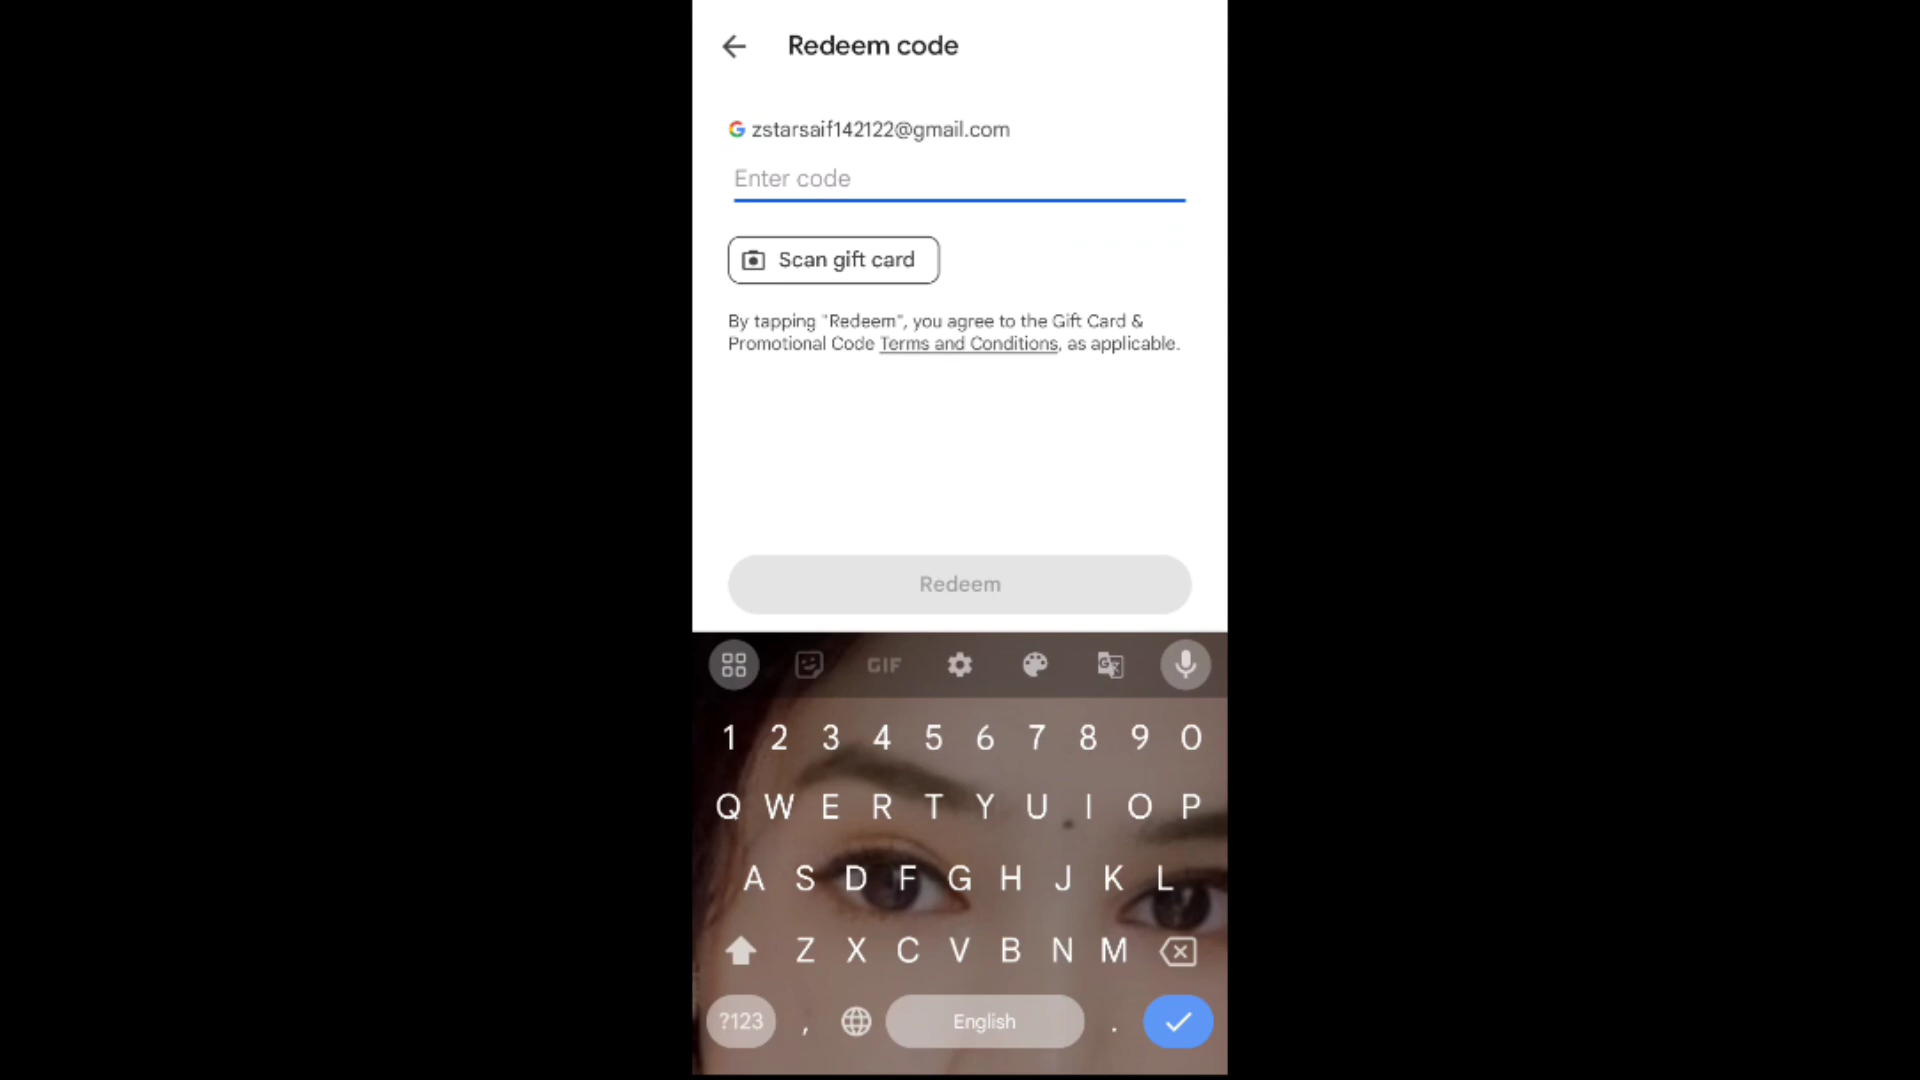 Redeem code
zstarsaif142122@gmail.com
Enter code
Scan gift card
By tapping "Redeem", you agree to the Gift Card &
Promotional Code Terms and Conditions, as applicable.
Redeem
GIF
1 2 3 4 5 6 7 8 9 0
Q W E R T Y U I O P
A S D F G H J K L
Z X C V B N M
?123 , English .